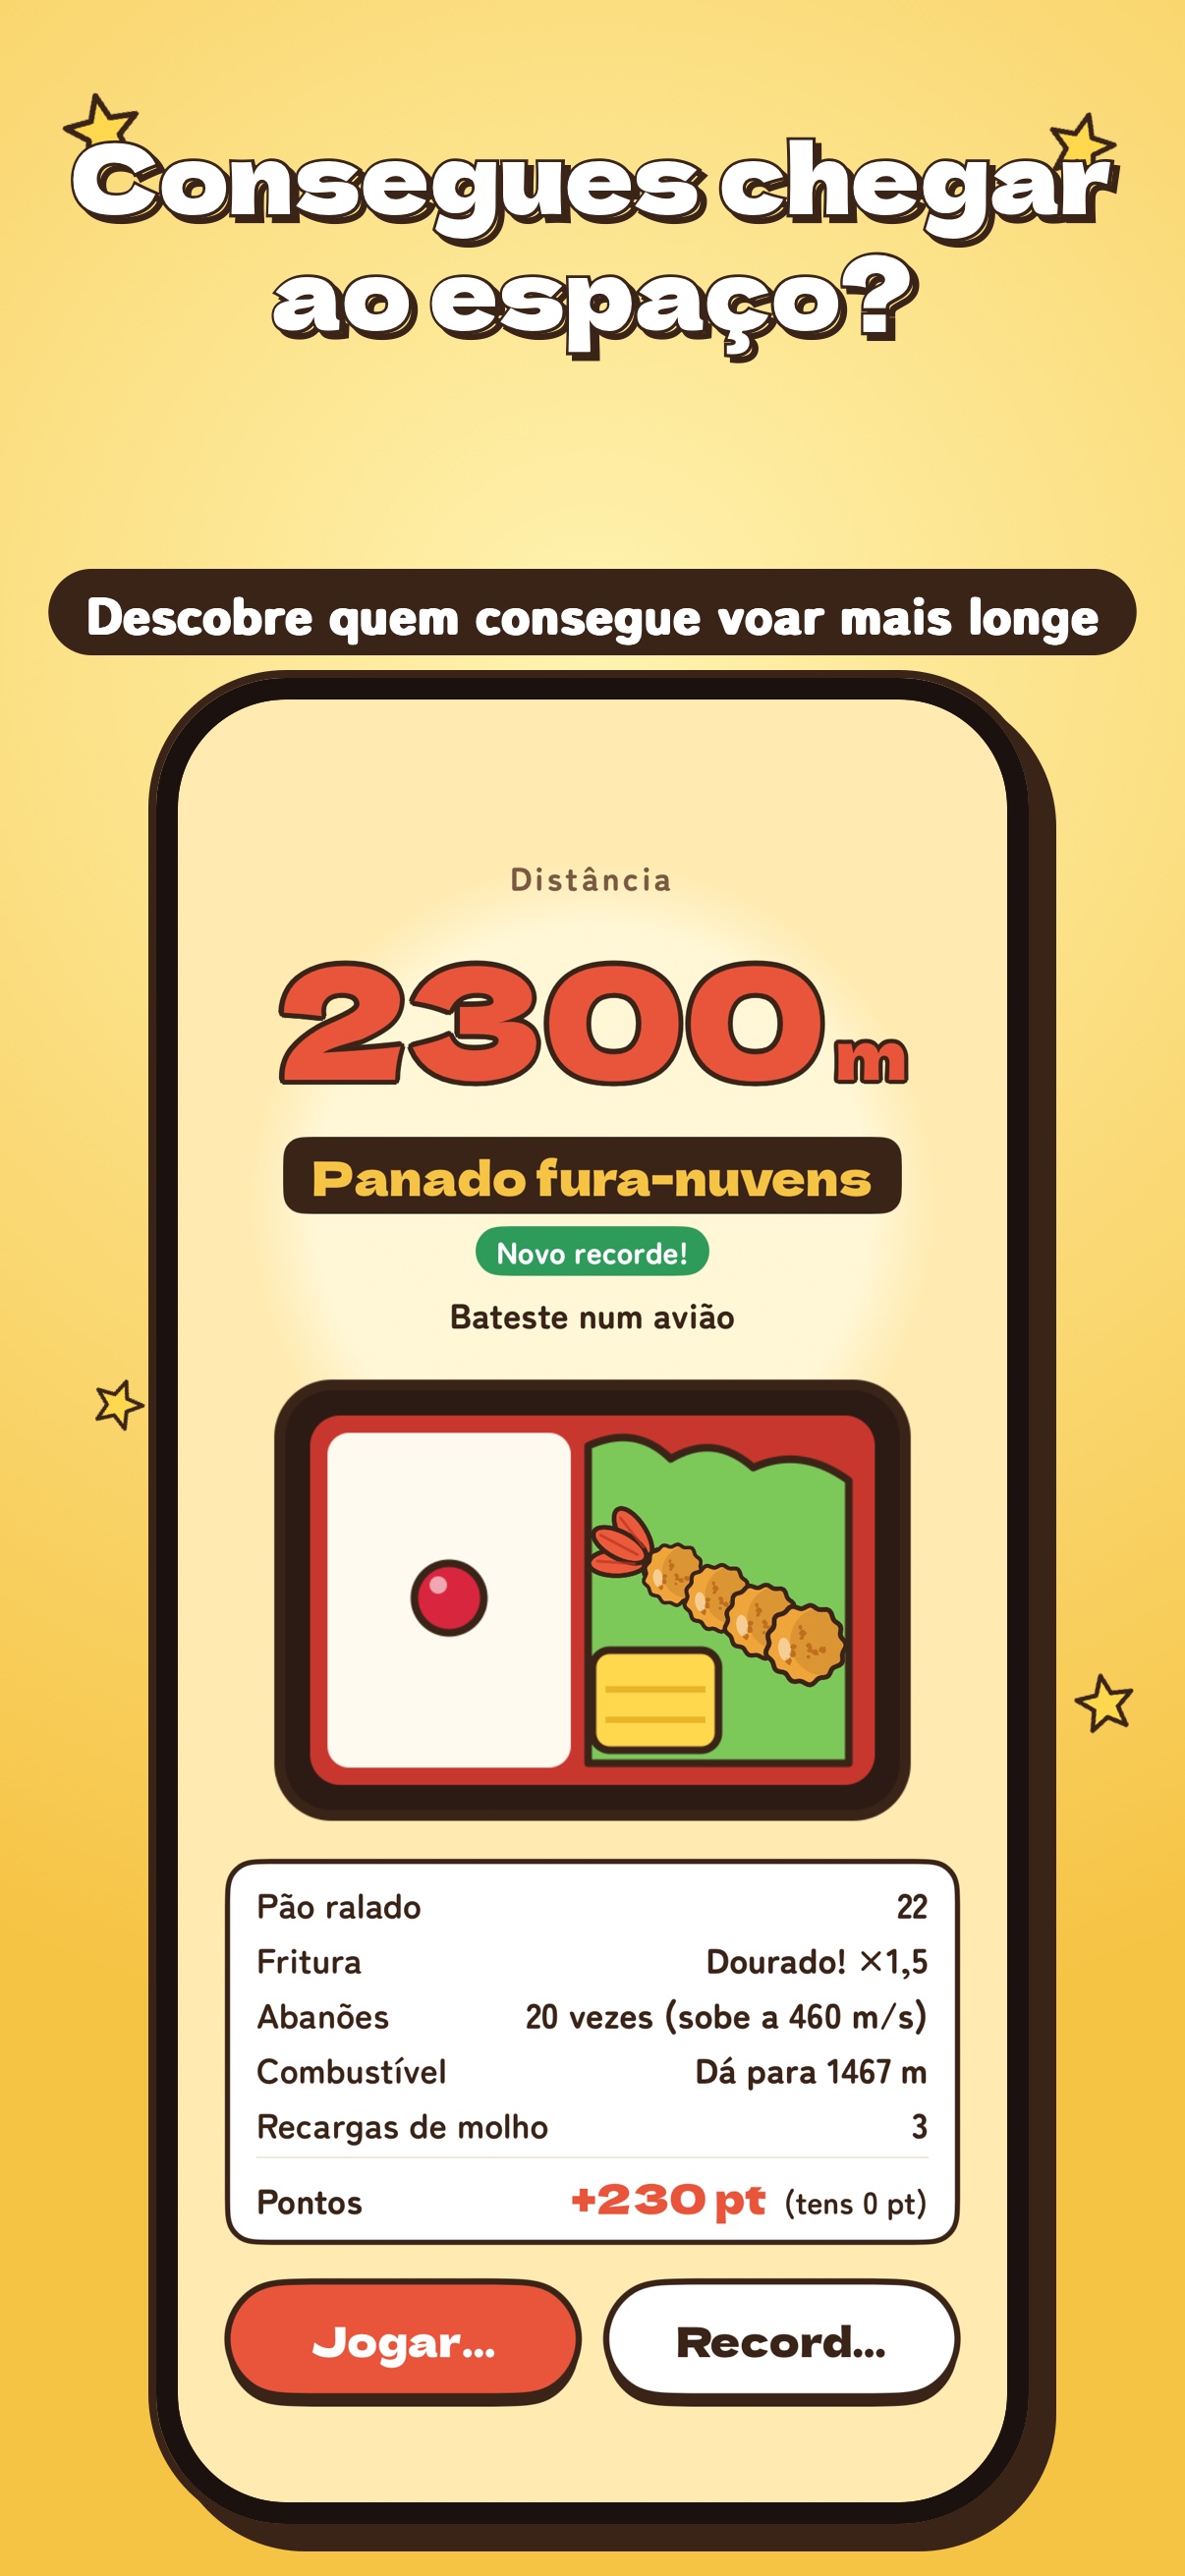 Consegues chegar
ao espaço?
Descobre quem consegue voar mais longe
Distância
2300 m
Panado fura-nuvens
Novo recorde!
Bateste num avião
Pão ralado 22
Fritura Dourado! ×1,5
Abanões 20 vezes (sobe a 460 m/s)
Combustível Dá para 1467 m
Recargas de molho 3
Pontos +230 pt (tens 0 pt)
Jogar... Record...